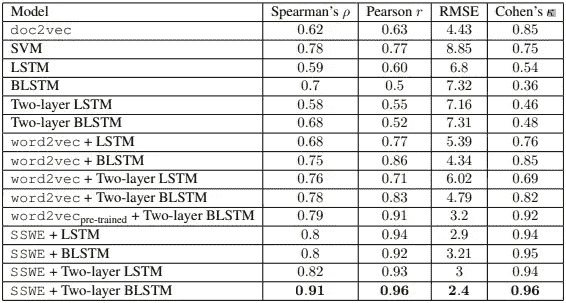 Model Spearman's ρ Pearson r RMSE Cohen's κ
doc2vec 0.62 0.63 4.43 0.85
SVM 0.78 0.77 8.85 0.75
LSTM 0.59 0.60 6.8 0.54
BLSTM 0.7 0.5 7.32 0.36
Two-layer LSTM 0.58 0.55 7.16 0.46
Two-layer BLSTM 0.68 0.52 7.31 0.48
word2vec + LSTM 0.68 0.77 5.39 0.76
word2vec + BLSTM 0.75 0.86 4.34 0.85
word2vec + Two-layer LSTM 0.76 0.71 6.02 0.69
word2vec + Two-layer BLSTM 0.78 0.83 4.79 0.82
word2vec pre-trained + Two-layer BLSTM 0.79 0.91 3.2 0.92
SSWE + LSTM 0.8 0.94 2.9 0.94
SSWE + BLSTM 0.8 0.92 3.21 0.95
SSWE + Two-layer LSTM 0.82 0.93 3 0.94
SSWE + Two-layer BLSTM 0.91 0.96 2.4 0.96